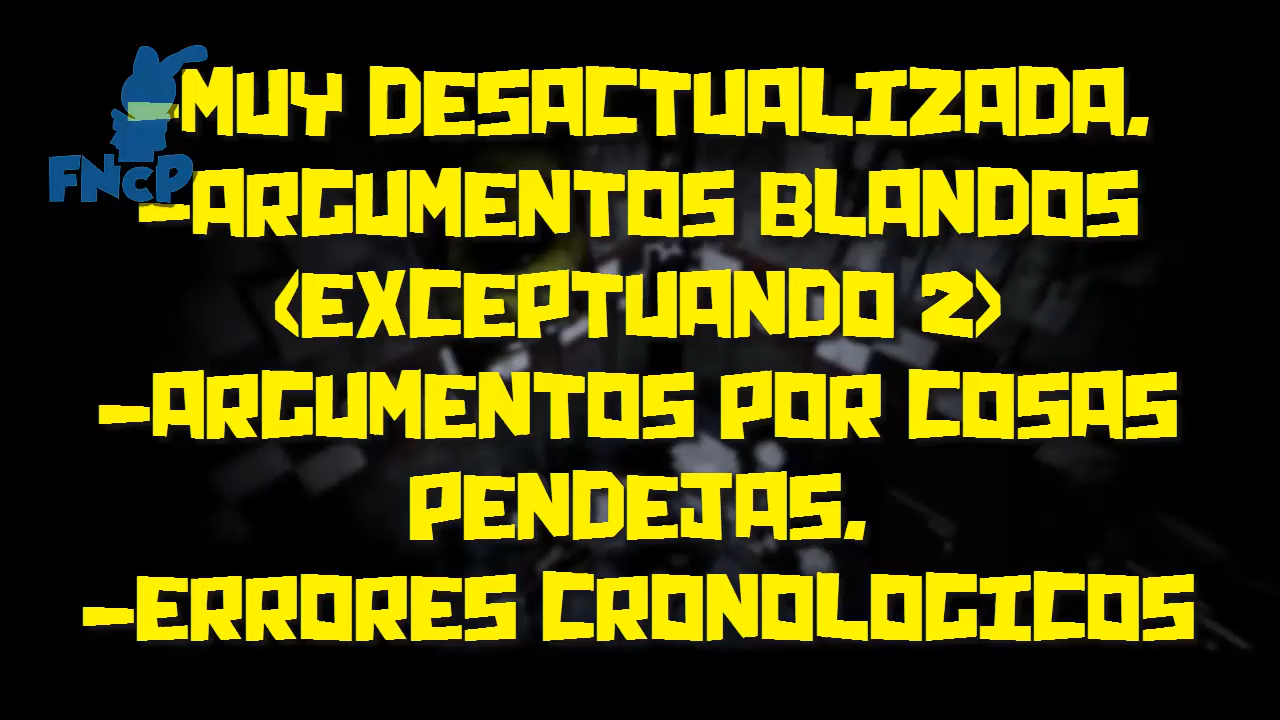 -MUY DESACTUALIZADA.
FNCP
-ARGUMENTOS BLANDOS
(EXCEPTUANDO 2)
-ARGUMENTOS POR COSAS
PENDEJAS.
-ERRORES CRONOLOGICOS